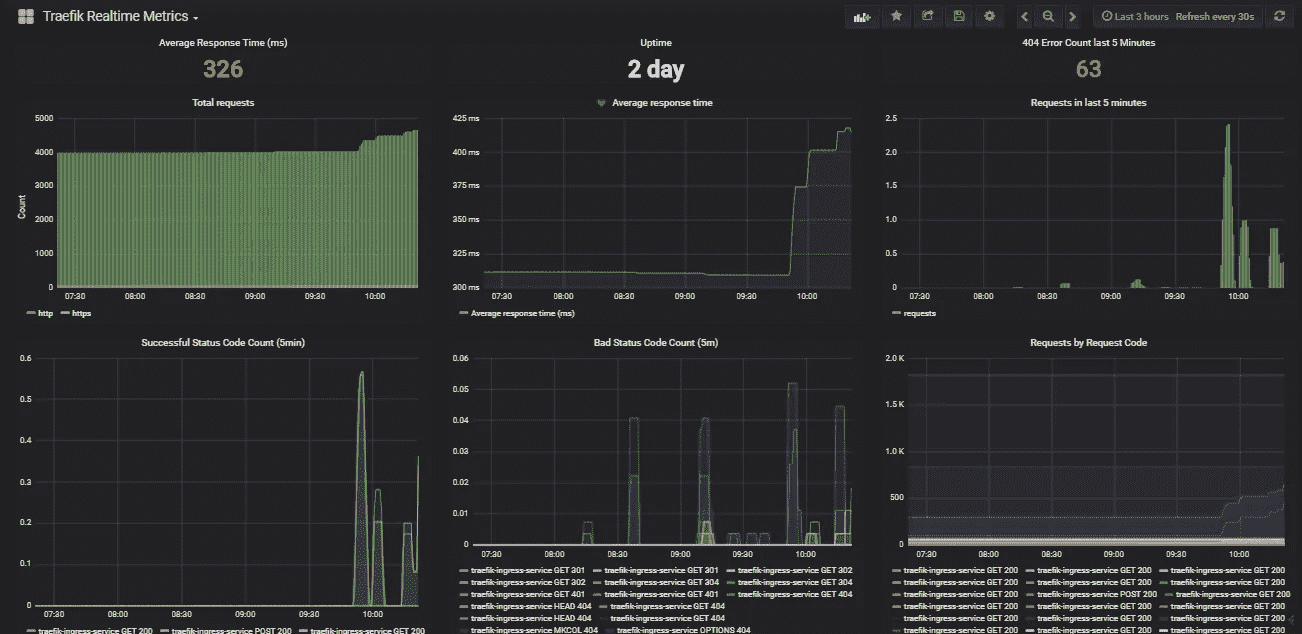 Traefik Realtime Metrics
Last 3 hours Refresh every 30s
Average Response Time (ms)
326
Uptime
2 day
404 Error Count last 5 Minutes
63
Total requests
5000
4000
3000
2000
1000
0
Count
07:30 08:00 08:30 09:00 09:30 10:00
http https
Average response time
425 ms
400 ms
375 ms
350 ms
325 ms
300 ms
07:30 08:00 08:30 09:00 09:30 10:00
Average response time (ms)
Requests in last 5 minutes
2.5
2.0
1.5
1.0
0.5
0
07:30 08:00 08:30 09:00 09:30 10:00
requests
Successful Status Code Count (5min)
0.6
0.5
0.4
0.3
0.2
0.1
0
07:30 08:00 08:30 09:00 09:30 10:00
traefik-ingress-service GET 200 traefik-ingress-service POST 200 traefik-ingress-service GET 200
Bad Status Code Count (5m)
0.06
0.05
0.04
0.03
0.02
0.01
0
07:30 08:00 08:30 09:00 09:30 10:00
traefik-ingress-service GET 301 traefik-ingress-service GET 301 traefik-ingress-service GET 302
traefik-ingress-service GET 302 traefik-ingress-service GET 304 traefik-ingress-service GET 304
traefik-ingress-service GET 401 traefik-ingress-service GET 401 traefik-ingress-service GET 404
traefik-ingress-service HEAD 404 traefik-ingress-service GET 404
traefik-ingress-service HEAD 404 traefik-ingress-service GET 404
traefik-ingress-service MKCOL 404 traefik-ingress-service OPTIONS 404
Requests by Request Code
2.0 K
1.5 K
1.0 K
500
0
07:30 08:00 08:30 09:00 09:30 10:00
traefik-ingress-service GET 200 traefik-ingress-service GET 200 traefik-ingress-service GET 200
traefik-ingress-service GET 200 traefik-ingress-service GET 200 traefik-ingress-service GET 200
traefik-ingress-service GET 200 traefik-ingress-service POST 200 traefik-ingress-service GET 200
traefik-ingress-service GET 200 traefik-ingress-service GET 200 traefik-ingress-service GET 200
traefik-ingress-service GET 200 traefik-ingress-service GET 200 traefik-ingress-service GET 200
traefik-ingress-service GET 200 traefik-ingress-service GET 200 traefik-ingress-service GET 200